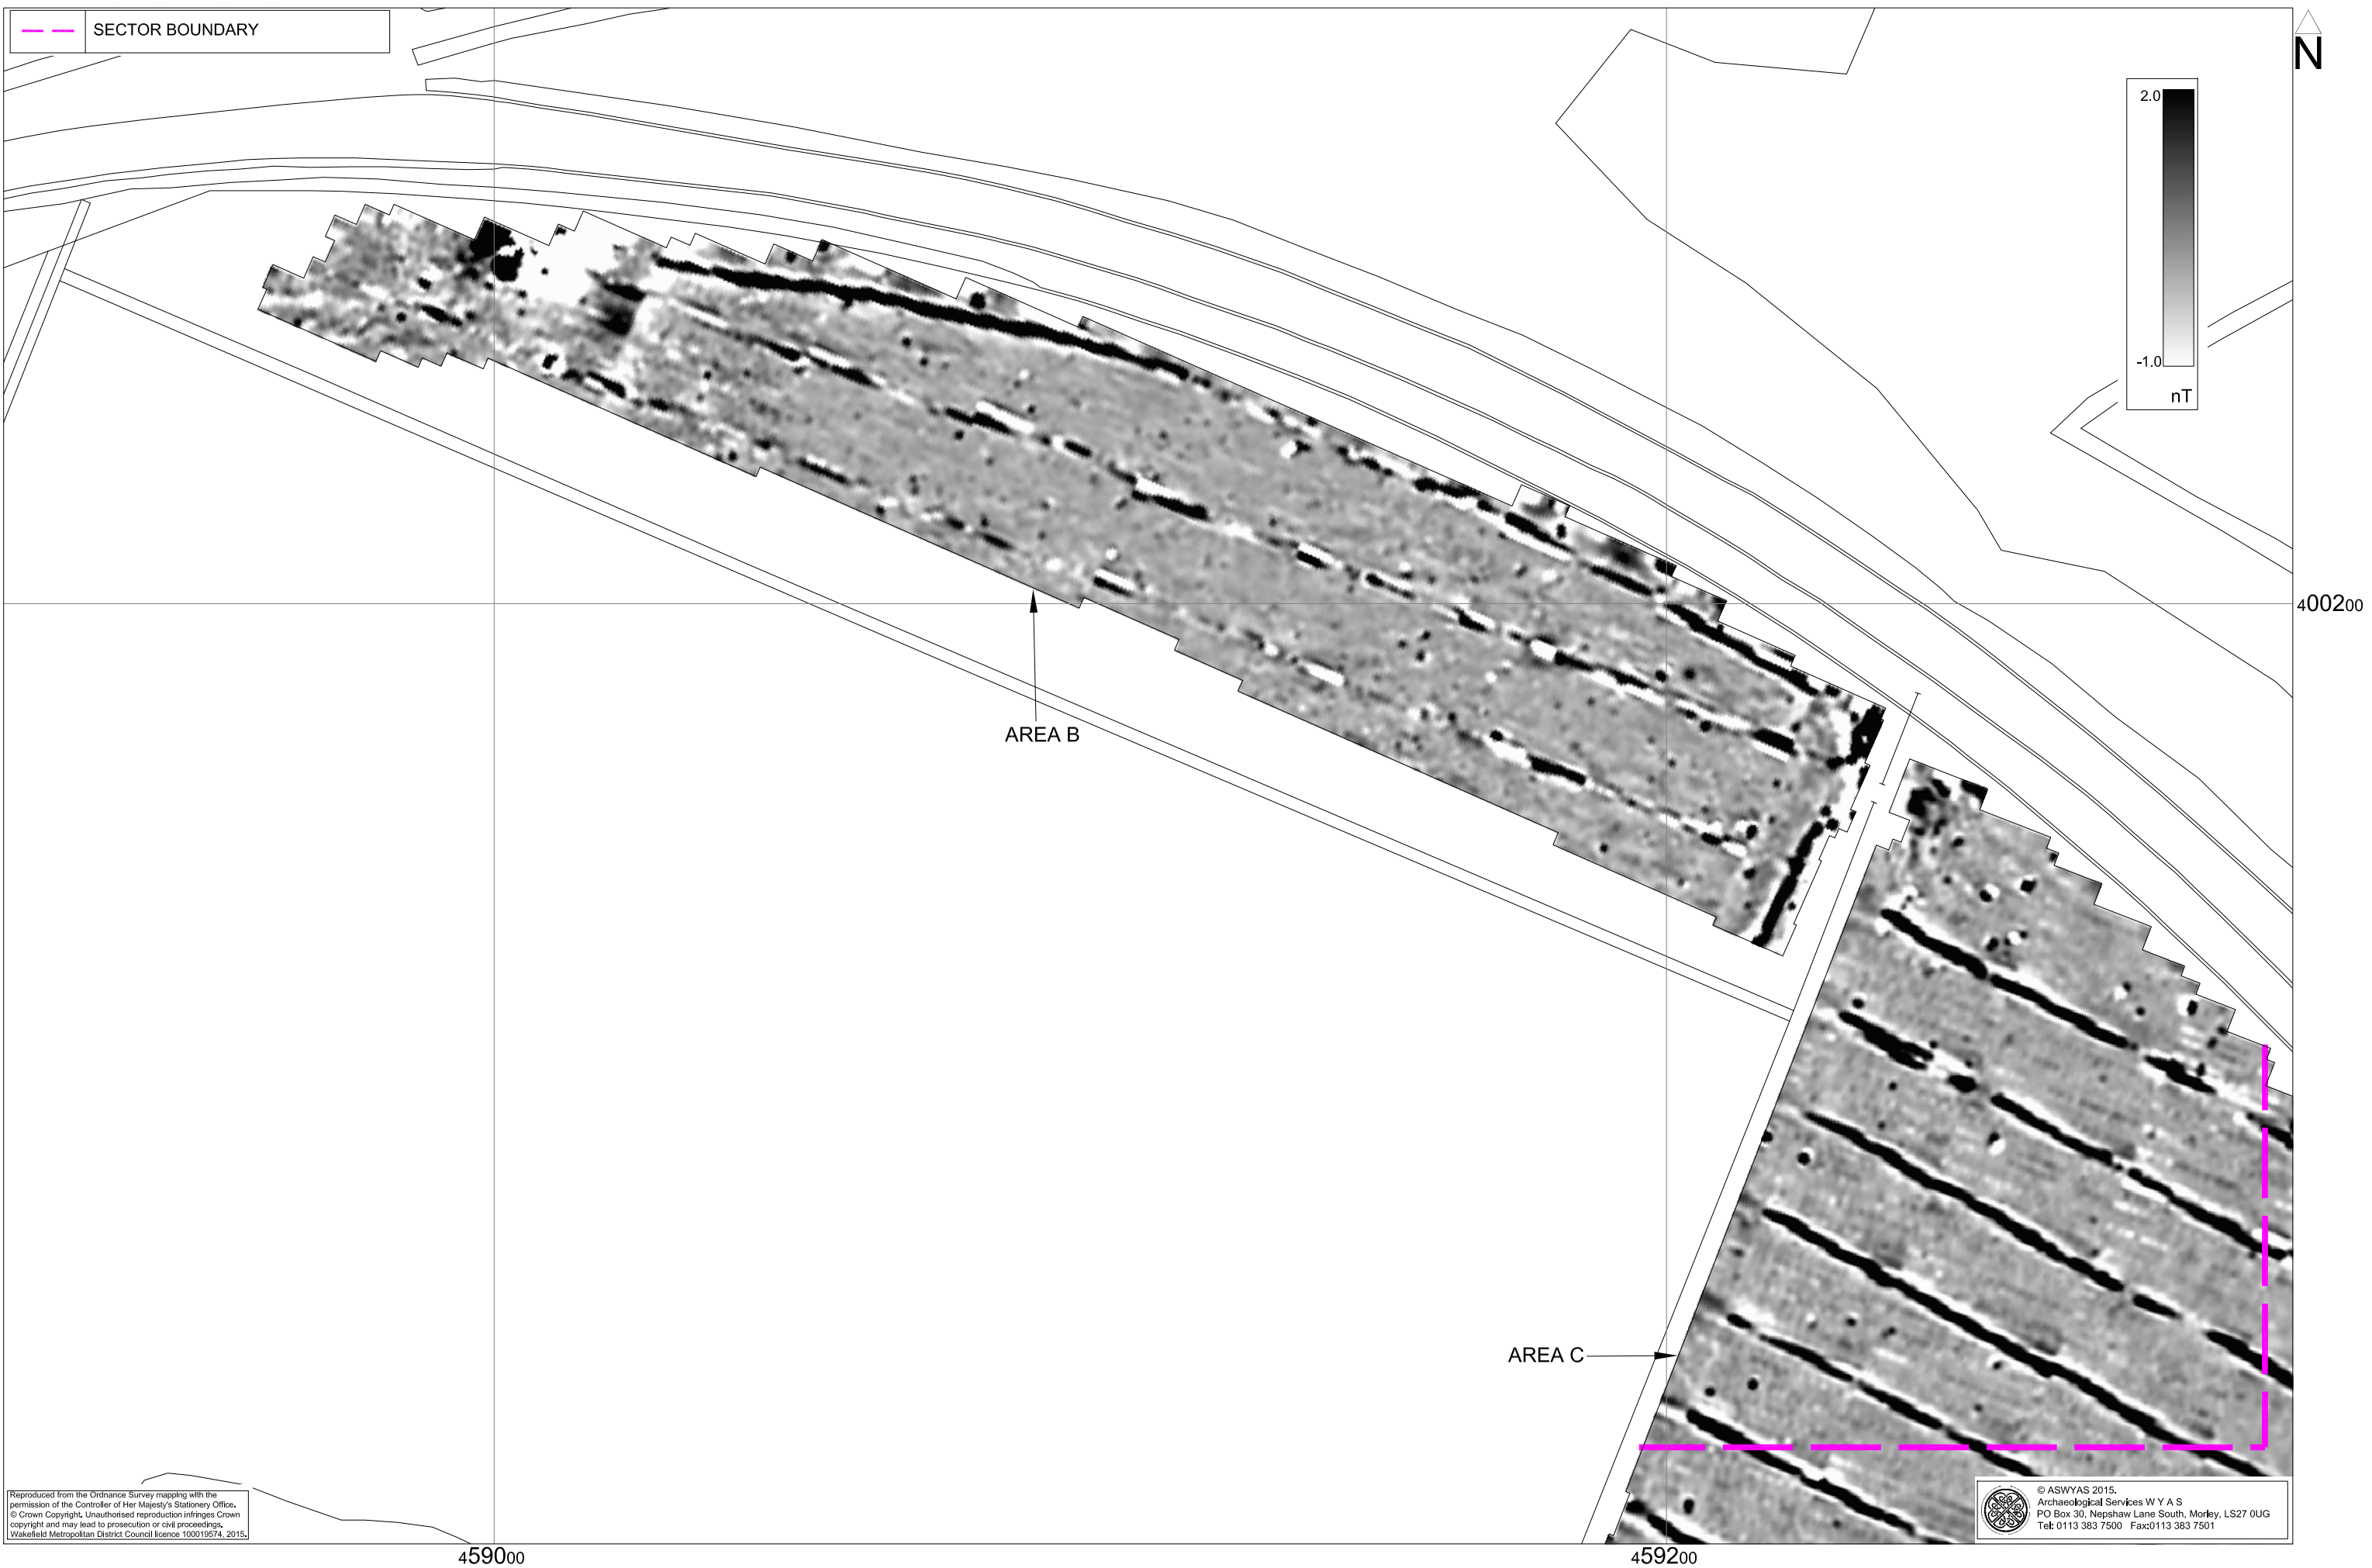 SECTOR BOUNDARY
N
2.0
-1.0
nT
400200
AREA B
AREA C
Reproduced from the Ordnance Survey mapping with the
permission of the Controller of Her Majesty's Stationery Office.
© Crown Copyright. Unauthorised reproduction infringes Crown
copyright and may lead to prosecution or civil proceedings.
Wakefield Metropolitan District Council licence 100019574, 2015.
© ASWYAS 2015.
Archaeological Services W Y A S
PO Box 30, Nepshaw Lane South, Morley, LS27 0UG
Tel: 0113 383 7500 Fax:0113 383 7501
459000
459200